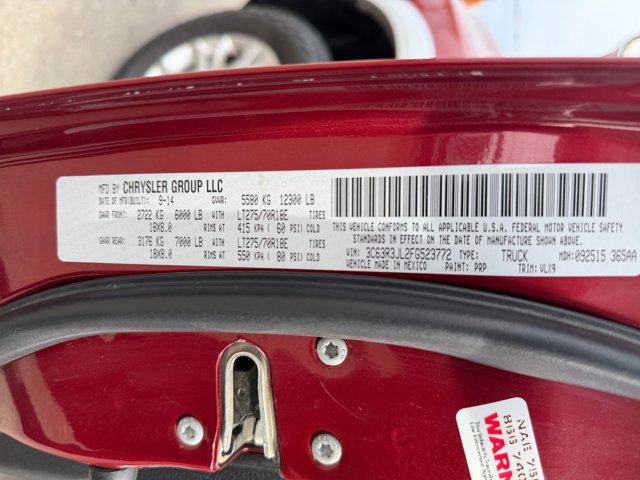 MFD BY CHRYSLER GROUP LLC
MFG DATE(BUILT): 9-14 GVWR: 5580 KG 12300 LB
GAWR FRONT: 2722 KG 6000 LB WITH LT275/70R18E TIRES
18X8.0 RIMS AT 415 KPA ( 60 PSI) COLD
GAWR REAR: 3176 KG 7000 LB WITH LT275/70R18E TIRES
18X8.0 RIMS AT 550 KPA ( 80 PSI) COLD
THIS VEHICLE CONFORMS TO ALL APPLICABLE U.S.A. FEDERAL MOTOR VEHICLE SAFETY
STANDARDS IN EFFECT ON THE DATE OF MANUFACTURE SHOWN ABOVE.
VIN: 3C63R3JL2FG523772 TYPE: TRUCK MDH:092515 365AA
VEHICLE MADE IN MEXICO PAINT: PRP TRIM: VLX9
WARN